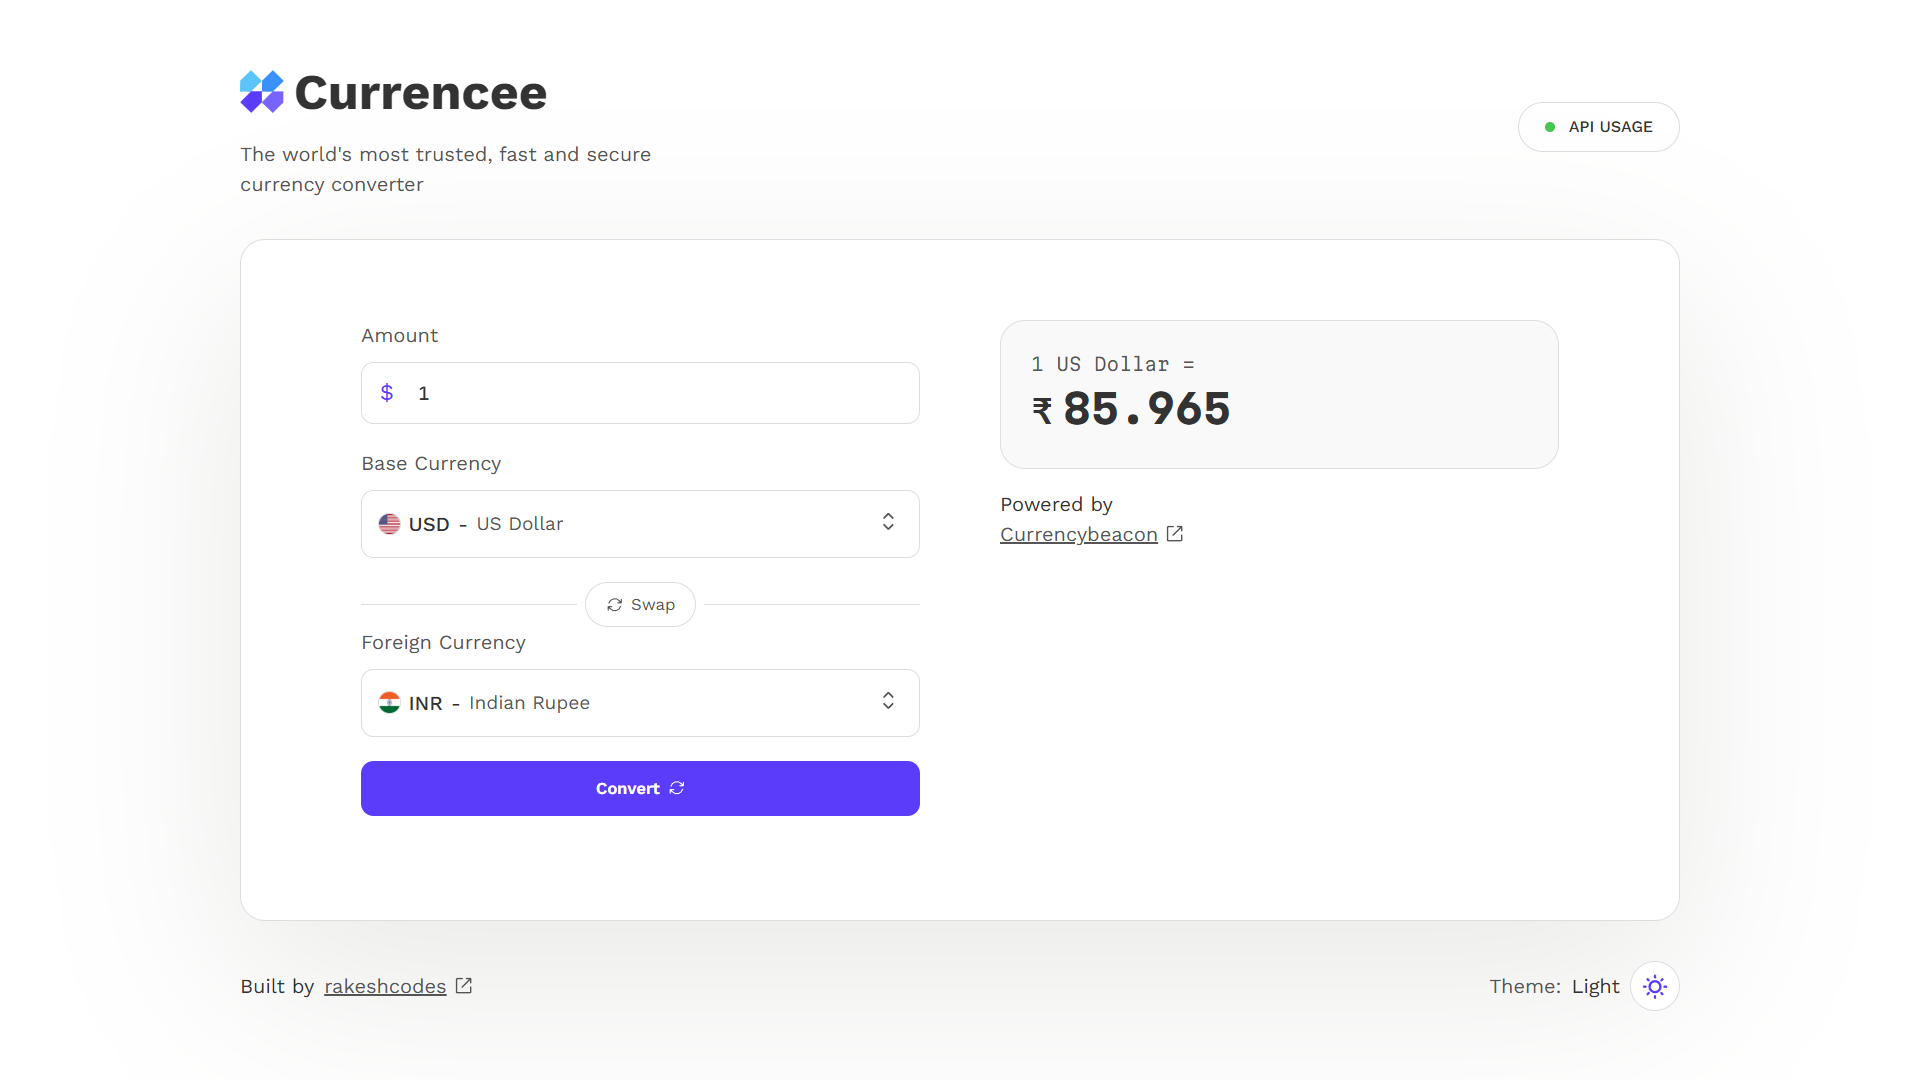 Currencee
The world's most trusted, fast and secure
currency converter
API USAGE
Amount
$ 1
Base Currency
USD - US Dollar
Swap
Foreign Currency
INR - Indian Rupee
Convert
1 US Dollar =
₹ 85.965
Powered by
Currencybeacon
Built by rakeshcodes
Theme: Light